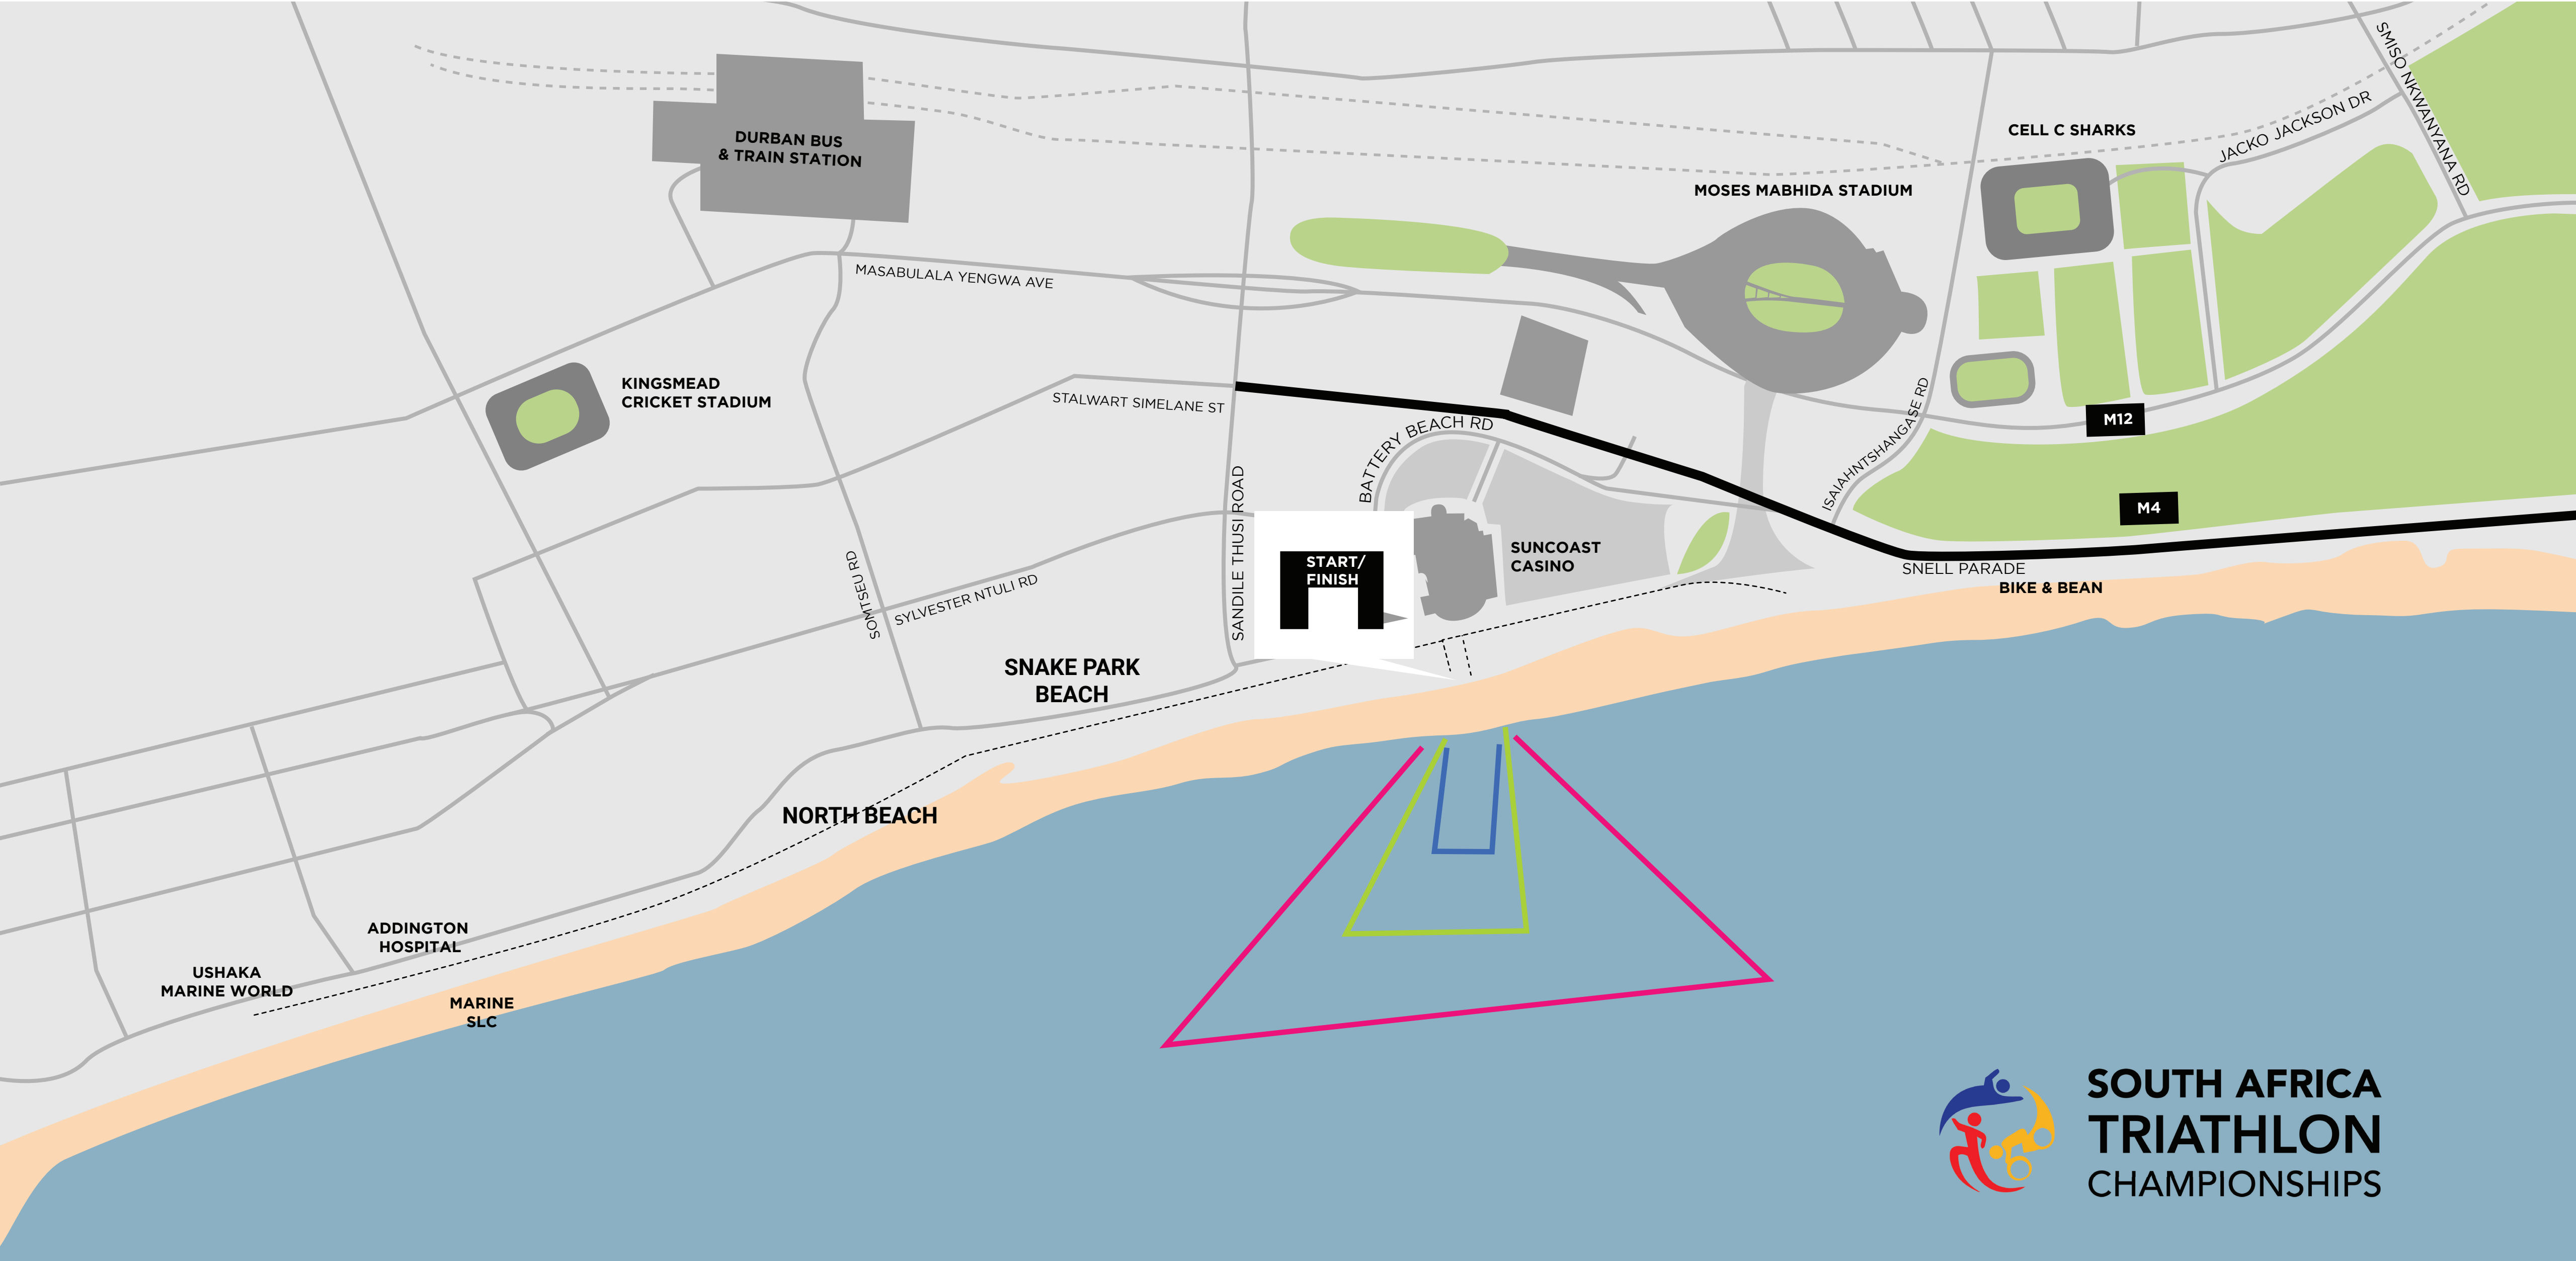 SMISO NKWANYANA RD
JACKO JACKSON DR
CELL C SHARKS
DURBAN BUS
& TRAIN STATION
MOSES MABHIDA STADIUM
MASABULALA YENGWA AVE
KINGSMEAD
CRICKET STADIUM
STALWART SIMELANE ST
BATTERY BEACH RD
ISAIAHNTSHANGASE RD
M12
M4
SANDILE THUSI ROAD
START/
FINISH
SUNCOAST
CASINO
SNELL PARADE
BIKE & BEAN
SOMTSEU RD
SYLVESTER NTULI RD
SNAKE PARK
BEACH
NORTH BEACH
ADDINGTON
HOSPITAL
USHAKA
MARINE WORLD
MARINE
SLC
SOUTH AFRICA
TRIATHLON
CHAMPIONSHIPS